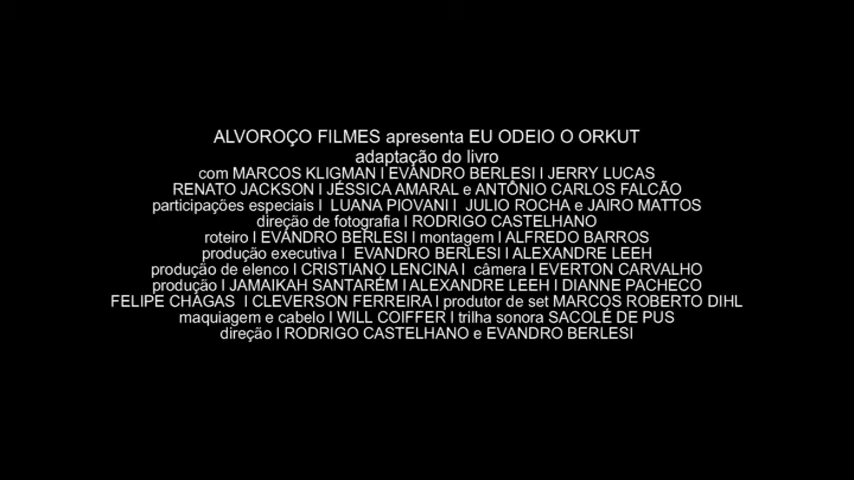 ALVOROÇO FILMES apresenta EU ODEIO O ORKUT
adaptação do livro
com MARCOS KLIGMAN I EVANDRO BERLESI I JERRY LUCAS
RENATO JACKSON I JÉSSICA AMARAL e ANTÔNIO CARLOS FALCÃO
participações especiais I LUANA PIOVANI I JULIO ROCHA e JAIRO MATTOS
direção de fotografia I RODRIGO CASTELHANO
roteiro I EVANDRO BERLESI I montagem I ALFREDO BARROS
produção executiva I EVANDRO BERLESI I ALEXANDRE LEEH
produção de elenco I CRISTIANO LENCINA I câmera I EVERTON CARVALHO
produção I JAMAIKAH SANTARÉM I ALEXANDRE LEEH I DIANNE PACHECO
FELIPE CHAGAS I CLEVERSON FERREIRA I produtor de set MARCOS ROBERTO DIHL
maquiagem e cabelo I WILL COIFFER I trilha sonora SACOLÉ DE PUS
direção I RODRIGO CASTELHANO e EVANDRO BERLESI